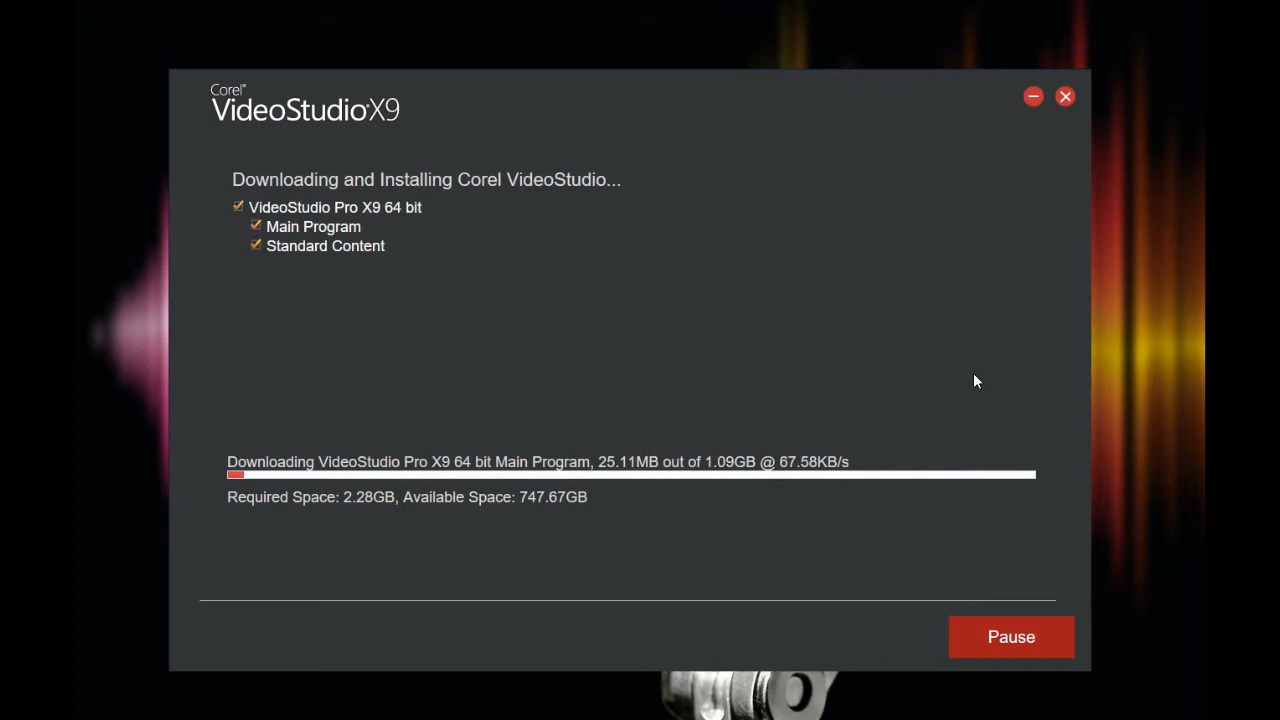 Corel®
VideoStudio®X9
Downloading and Installing Corel VideoStudio...
VideoStudio Pro X9 64 bit
Main Program
Standard Content
Downloading VideoStudio Pro X9 64 bit Main Program, 25.11MB out of 1.09GB @ 67.58KB/s
Required Space: 2.28GB, Available Space: 747.67GB
Pause